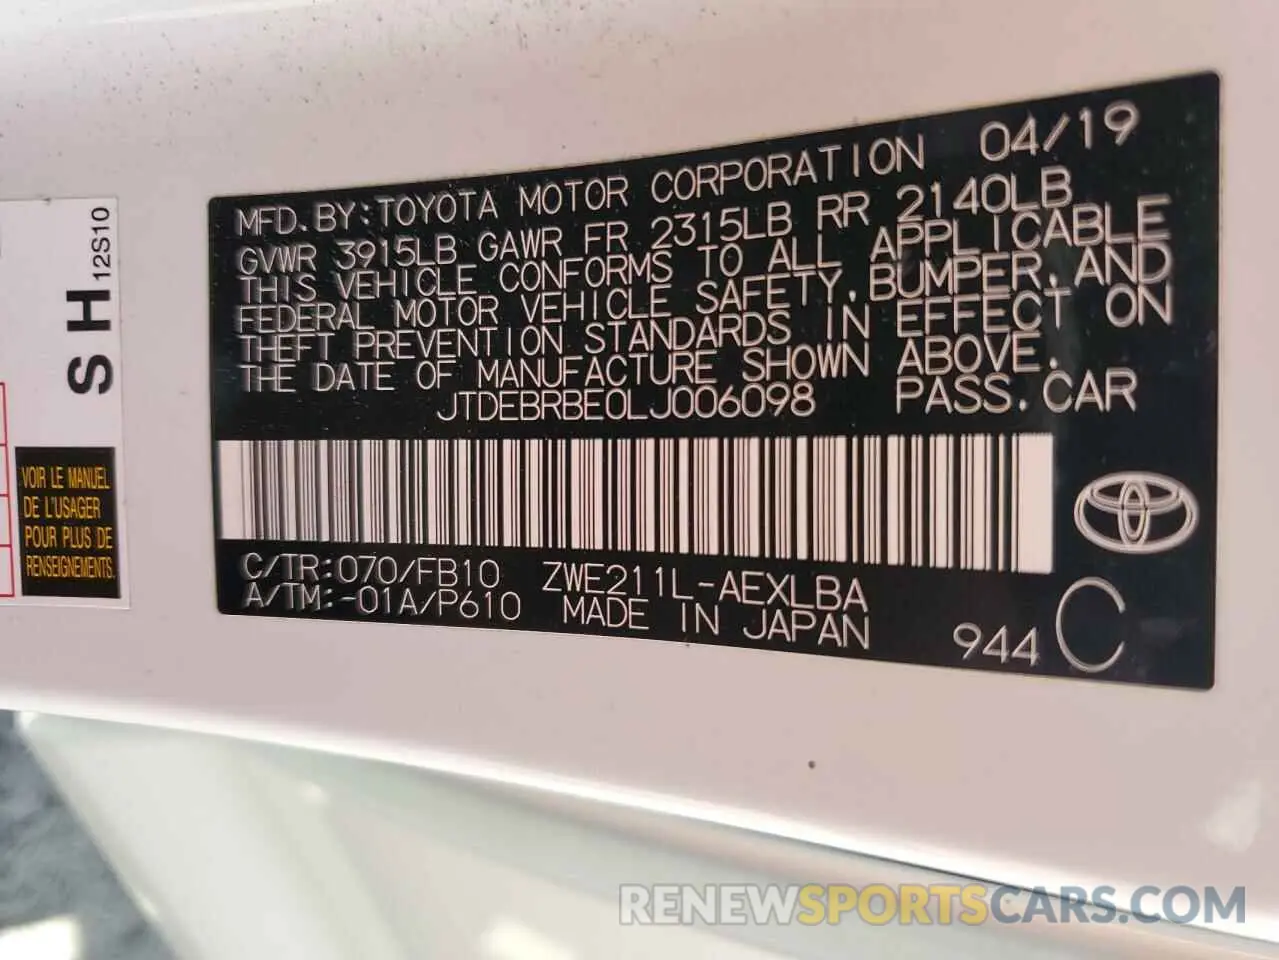 MFD.BY:TOYOTA MOTOR CORPORATION 04/19
GVWR 3915LB GAWR FR 2315LB RR 2140LB
THIS VEHICLE CONFORMS TO ALL APPLICABLE
FEDERAL MOTOR VEHICLE SAFETY,BUMPER,AND
THEFT PREVENTION STANDARDS IN EFFECT ON
THE DATE OF MANUFACTURE SHOWN ABOVE.
JTDEBRBE0LJ006098 PASS.CAR
C/TR:070/FB10 ZWE211L-AEXLBA
A/TM:-01A/P610 MADE IN JAPAN
944 C
SH 12S10
VOIR LE MANUEL
DE L'USAGER
POUR PLUS DE
RENSEIGNEMENTS.
RENEWSPORTSCARS.COM